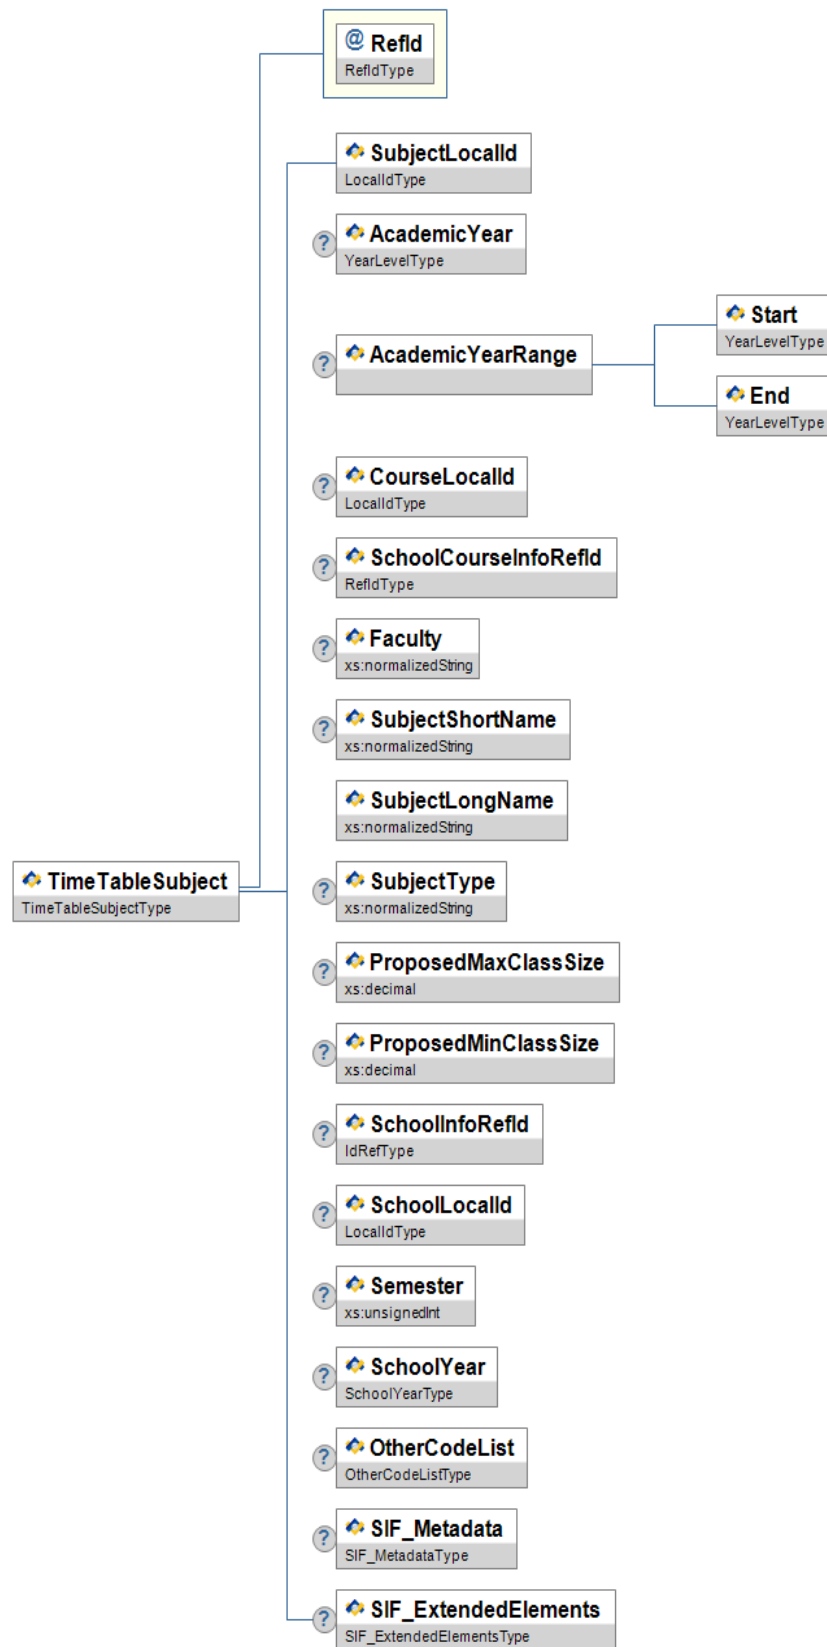 @ RefId
RefIdType
SubjectLocalId
LocalIdType
? AcademicYear
YearLevelType
? AcademicYearRange
Start
YearLevelType
End
YearLevelType
? CourseLocalId
LocalIdType
? SchoolCourseInfoRefId
RefIdType
? Faculty
xs:normalizedString
? SubjectShortName
xs:normalizedString
SubjectLongName
xs:normalizedString
TimeTableSubject
TimeTableSubjectType
? SubjectType
xs:normalizedString
? ProposedMaxClassSize
xs:decimal
? ProposedMinClassSize
xs:decimal
? SchoolInfoRefId
IdRefType
? SchoolLocalId
LocalIdType
? Semester
xs:unsignedInt
? SchoolYear
SchoolYearType
? OtherCodeList
OtherCodeListType
? SIF_Metadata
SIF_MetadataType
? SIF_ExtendedElements
SIF_ExtendedElementsType